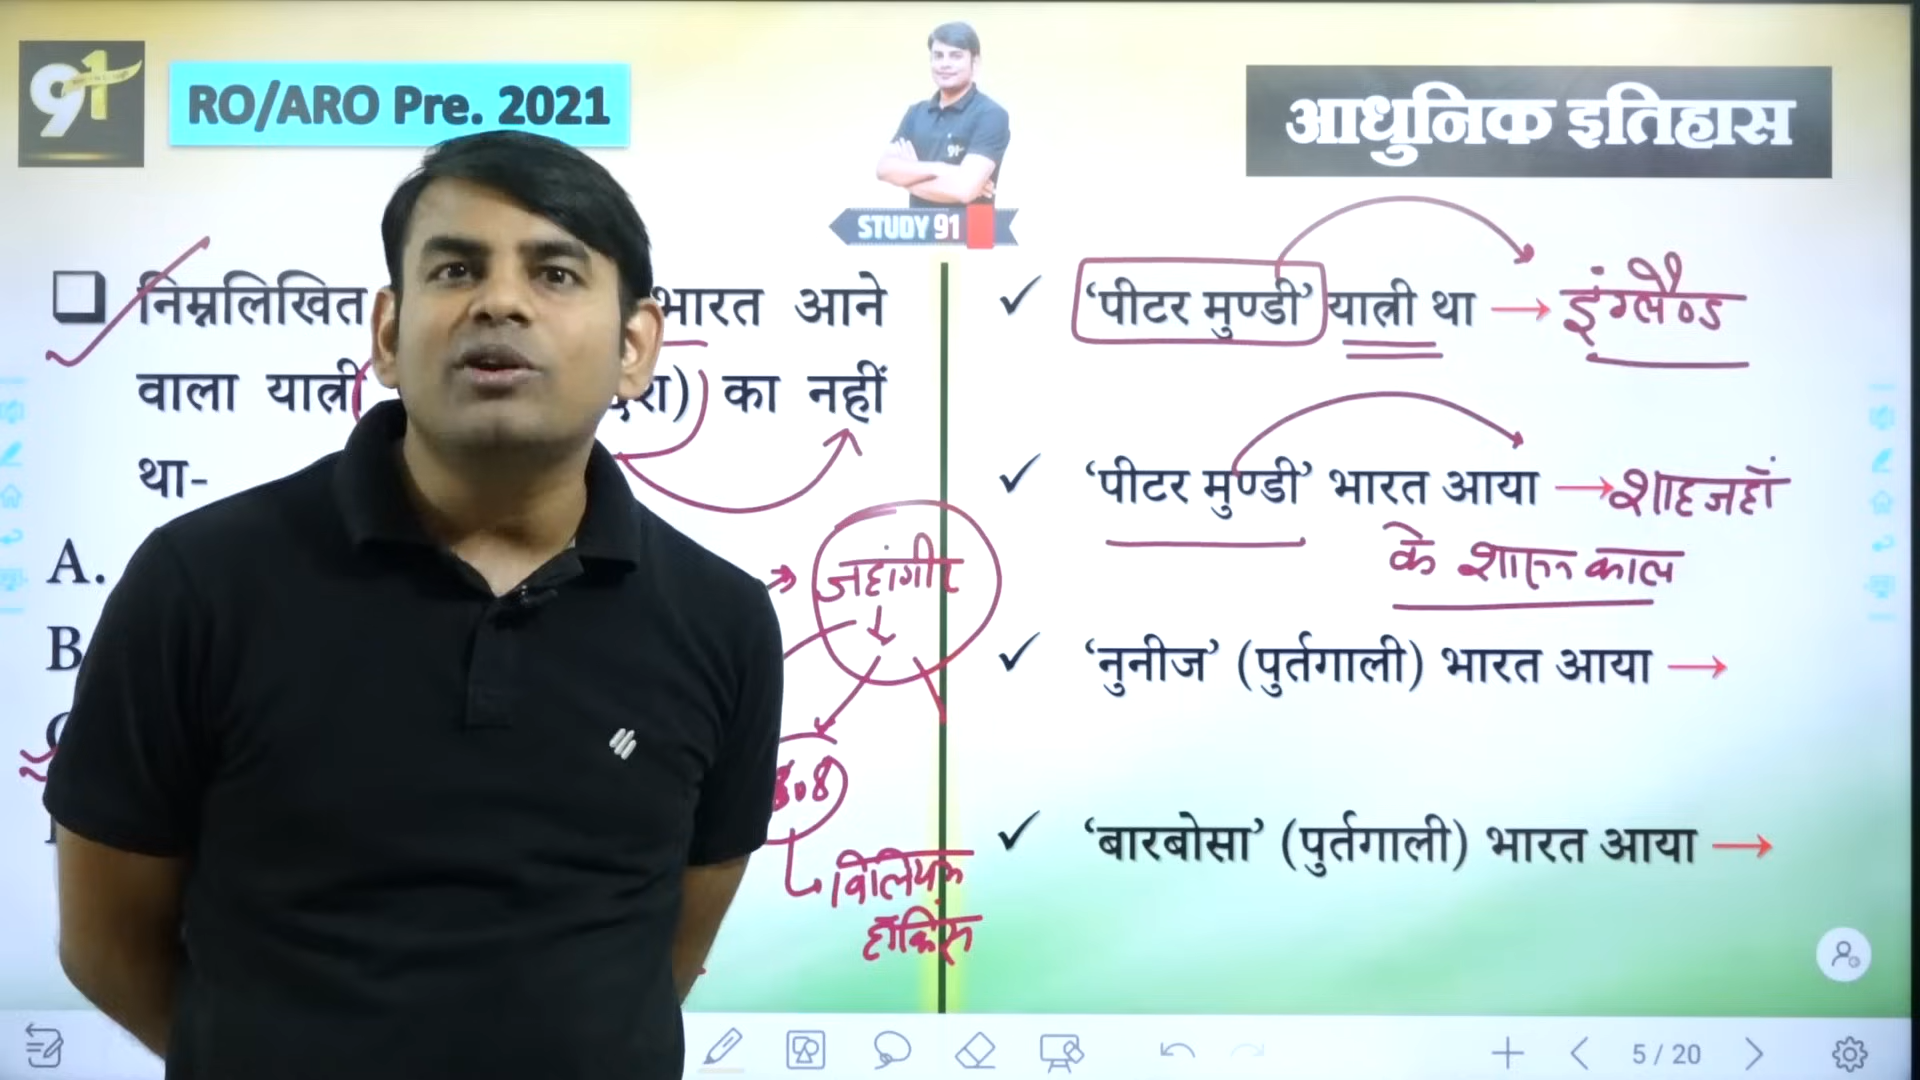 91
RO/ARO Pre. 2021
STUDY 91
आधुनिक इतिहास
निम्नलिखित भारत आने
वाला यात्री का नहीं
था-
A.
B
जहांगीर
विलियम
हॉकिंस
‘पीटर मुण्डी’ यात्री था → इंग्लैण्ड
‘पीटर मुण्डी’ भारत आया → शाहजहाँ
के शासन काल
‘नुनीज’ (पुर्तगाली) भारत आया →
‘बारबोसा’ (पुर्तगाली) भारत आया →
5 / 20